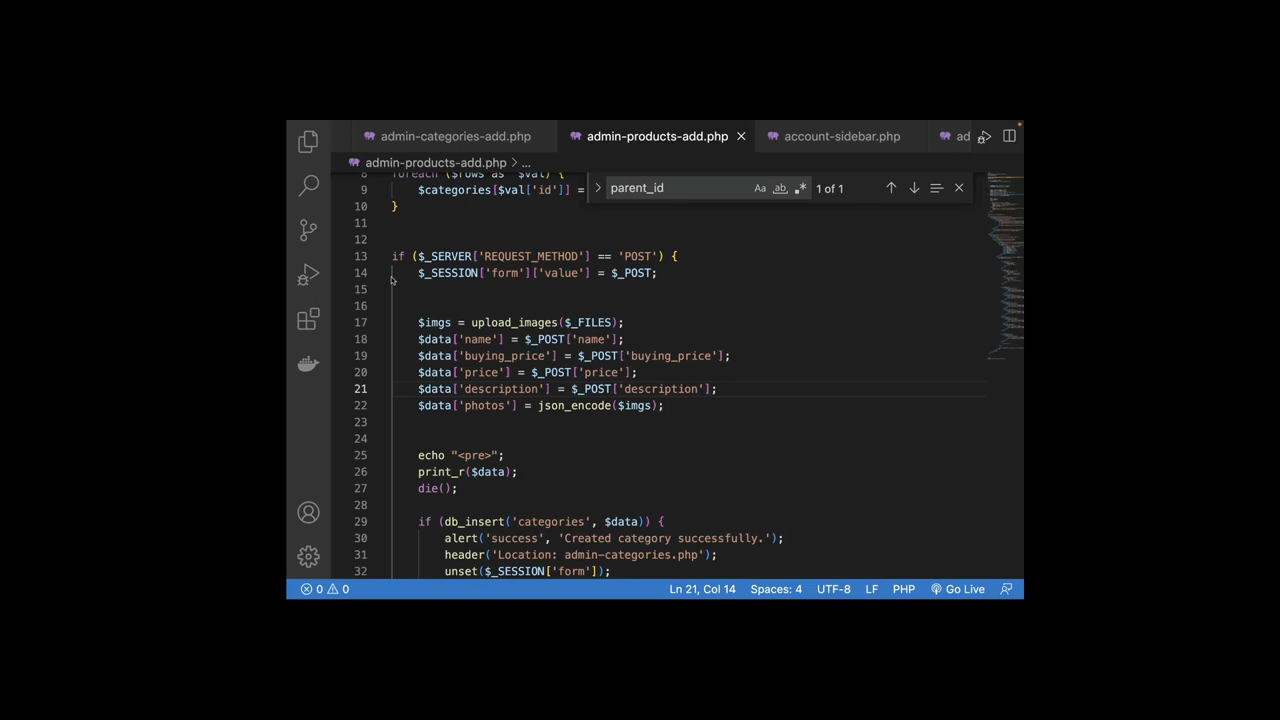 admin-categories-add.php
admin-products-add.php
account-sidebar.php
ad
admin-products-add.php > ...
parent_id
Aa
ab
1 of 1
8 foreach ($rows as $val) {
9 $categories[$val['id']] =
10 }
11
12
13 if ($_SERVER['REQUEST_METHOD'] == 'POST') {
14 $_SESSION['form']['value'] = $_POST;
15
16
17 $imgs = upload_images($_FILES);
18 $data['name'] = $_POST['name'];
19 $data['buying_price'] = $_POST['buying_price'];
20 $data['price'] = $_POST['price'];
21 $data['description'] = $_POST['description'];
22 $data['photos'] = json_encode($imgs);
23
24
25 echo "<pre>";
26 print_r($data);
27 die();
28
29 if (db_insert('categories', $data)) {
30 alert('success', 'Created category successfully.');
31 header('Location: admin-categories.php');
32 unset($_SESSION['form']);
0 0
Ln 21, Col 14
Spaces: 4
UTF-8
LF
PHP
Go Live